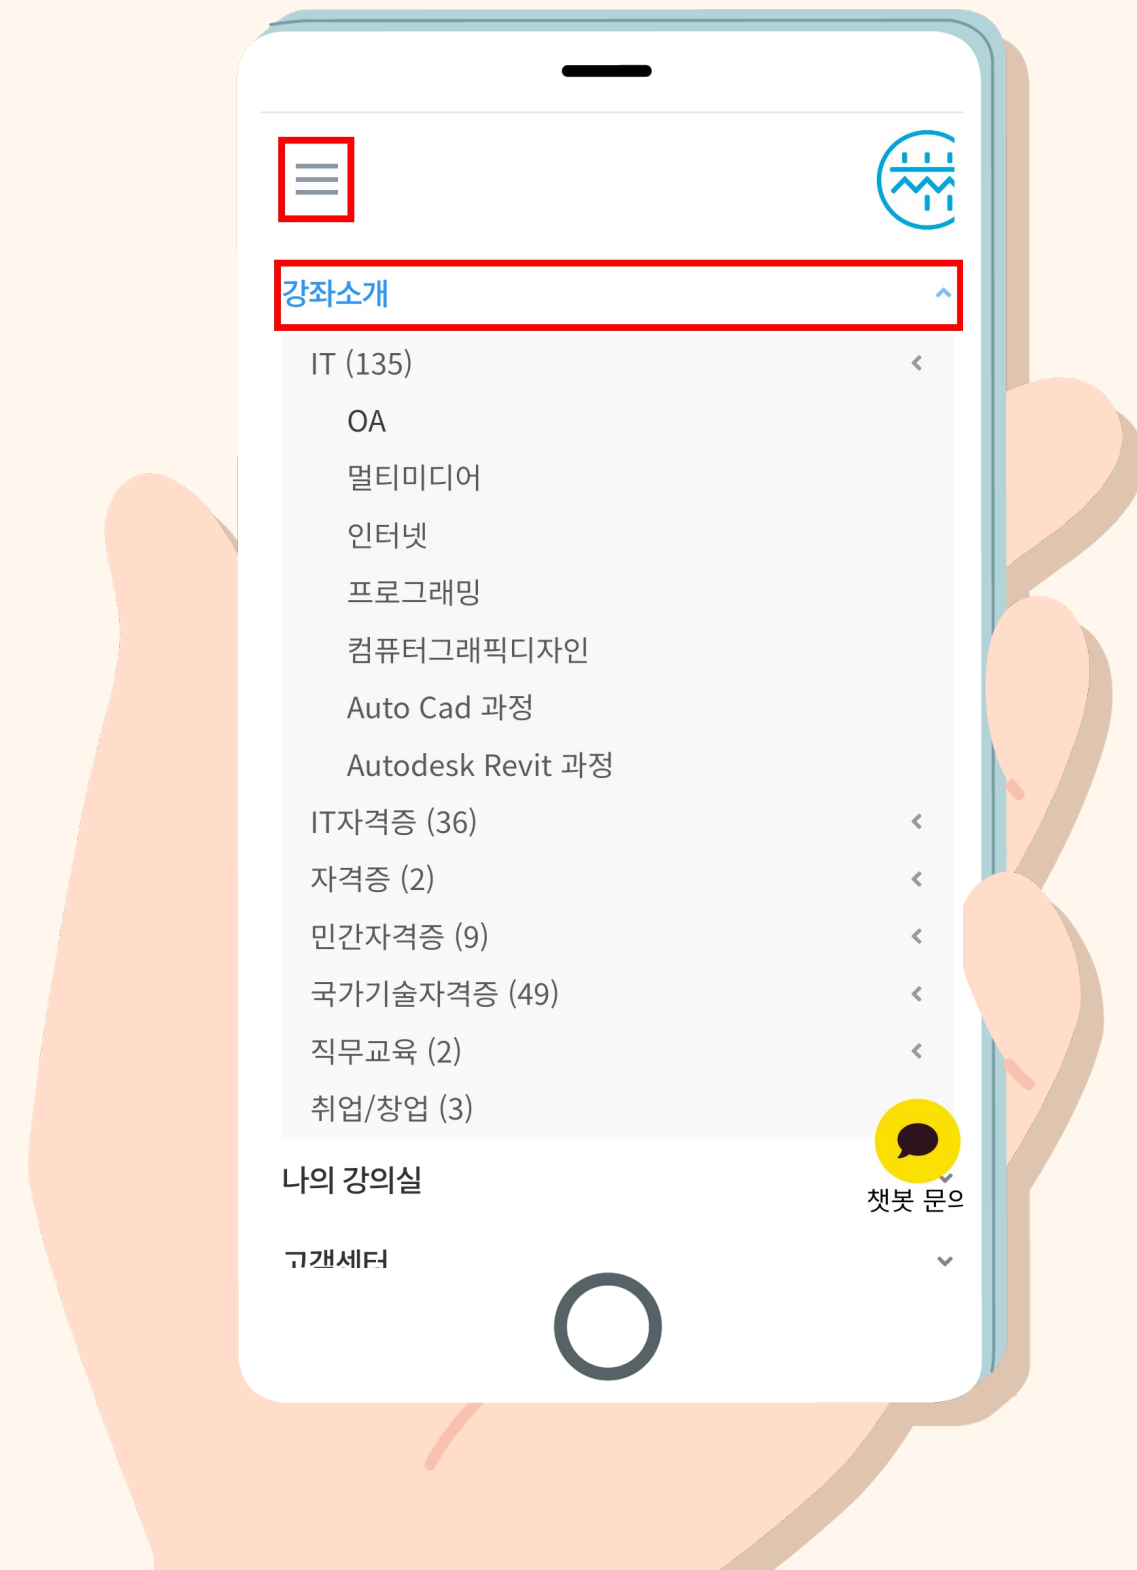 강좌소개
IT (135)
OA
멀티미디어
인터넷
프로그래밍
컴퓨터그래픽디자인
Auto Cad 과정
Autodesk Revit 과정
IT자격증 (36)
자격증 (2)
민간자격증 (9)
국가기술자격증 (49)
직무교육 (2)
취업/창업 (3)
나의 강의실
챗봇 문의
고객센터